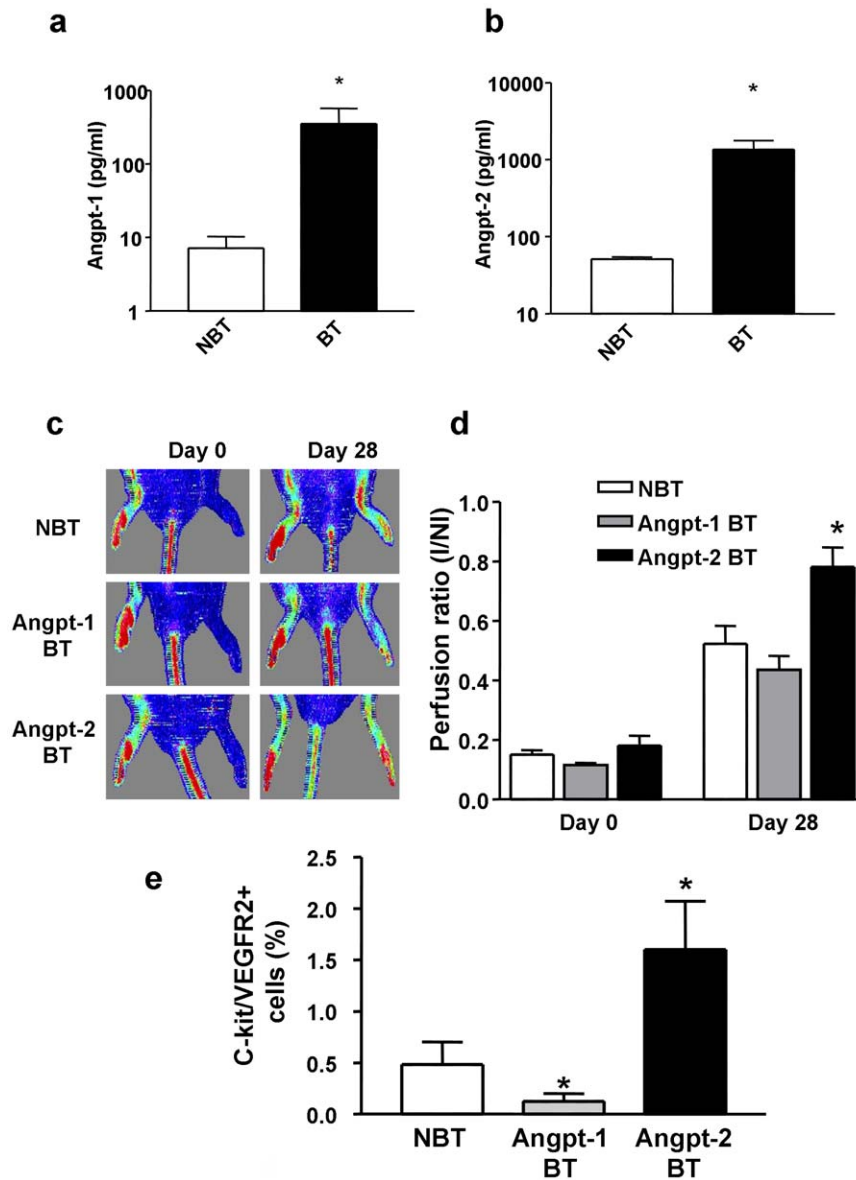 a
Angpt-1 (pg/ml)
1000
100
10
1
*
NBT
BT
b
Angpt-2 (pg/ml)
10000
1000
100
10
*
NBT
BT
c
Day 0
Day 28
NBT
Angpt-1
BT
Angpt-2
BT
d
NBT
Angpt-1 BT
Angpt-2 BT
Perfusion ratio (I/NI)
1.0
0.8
0.6
0.4
0.2
0.0
*
Day 0
Day 28
e
C-kit/VEGFR2+
cells (%)
2.5
2.0
1.5
1.0
0.5
0.0
*
*
NBT
Angpt-1
BT
Angpt-2
BT